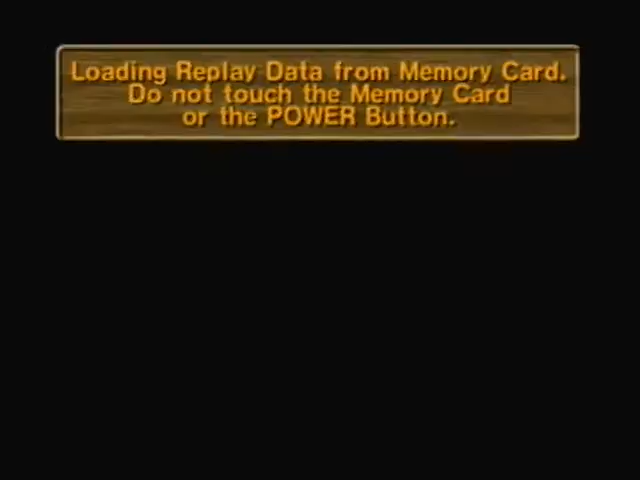 Loading Replay Data from Memory Card.
Do not touch the Memory Card
or the POWER Button.